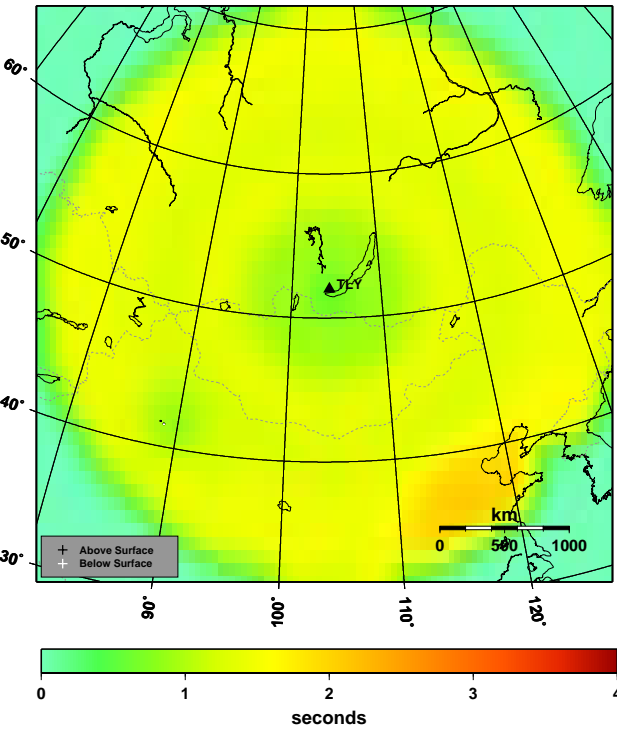 60°
50°
TLY
40°
km
0 500 1000
+ Above Surface
+ Below Surface
30°
90° 100° 110° 120°
0 1 2 3 4
seconds